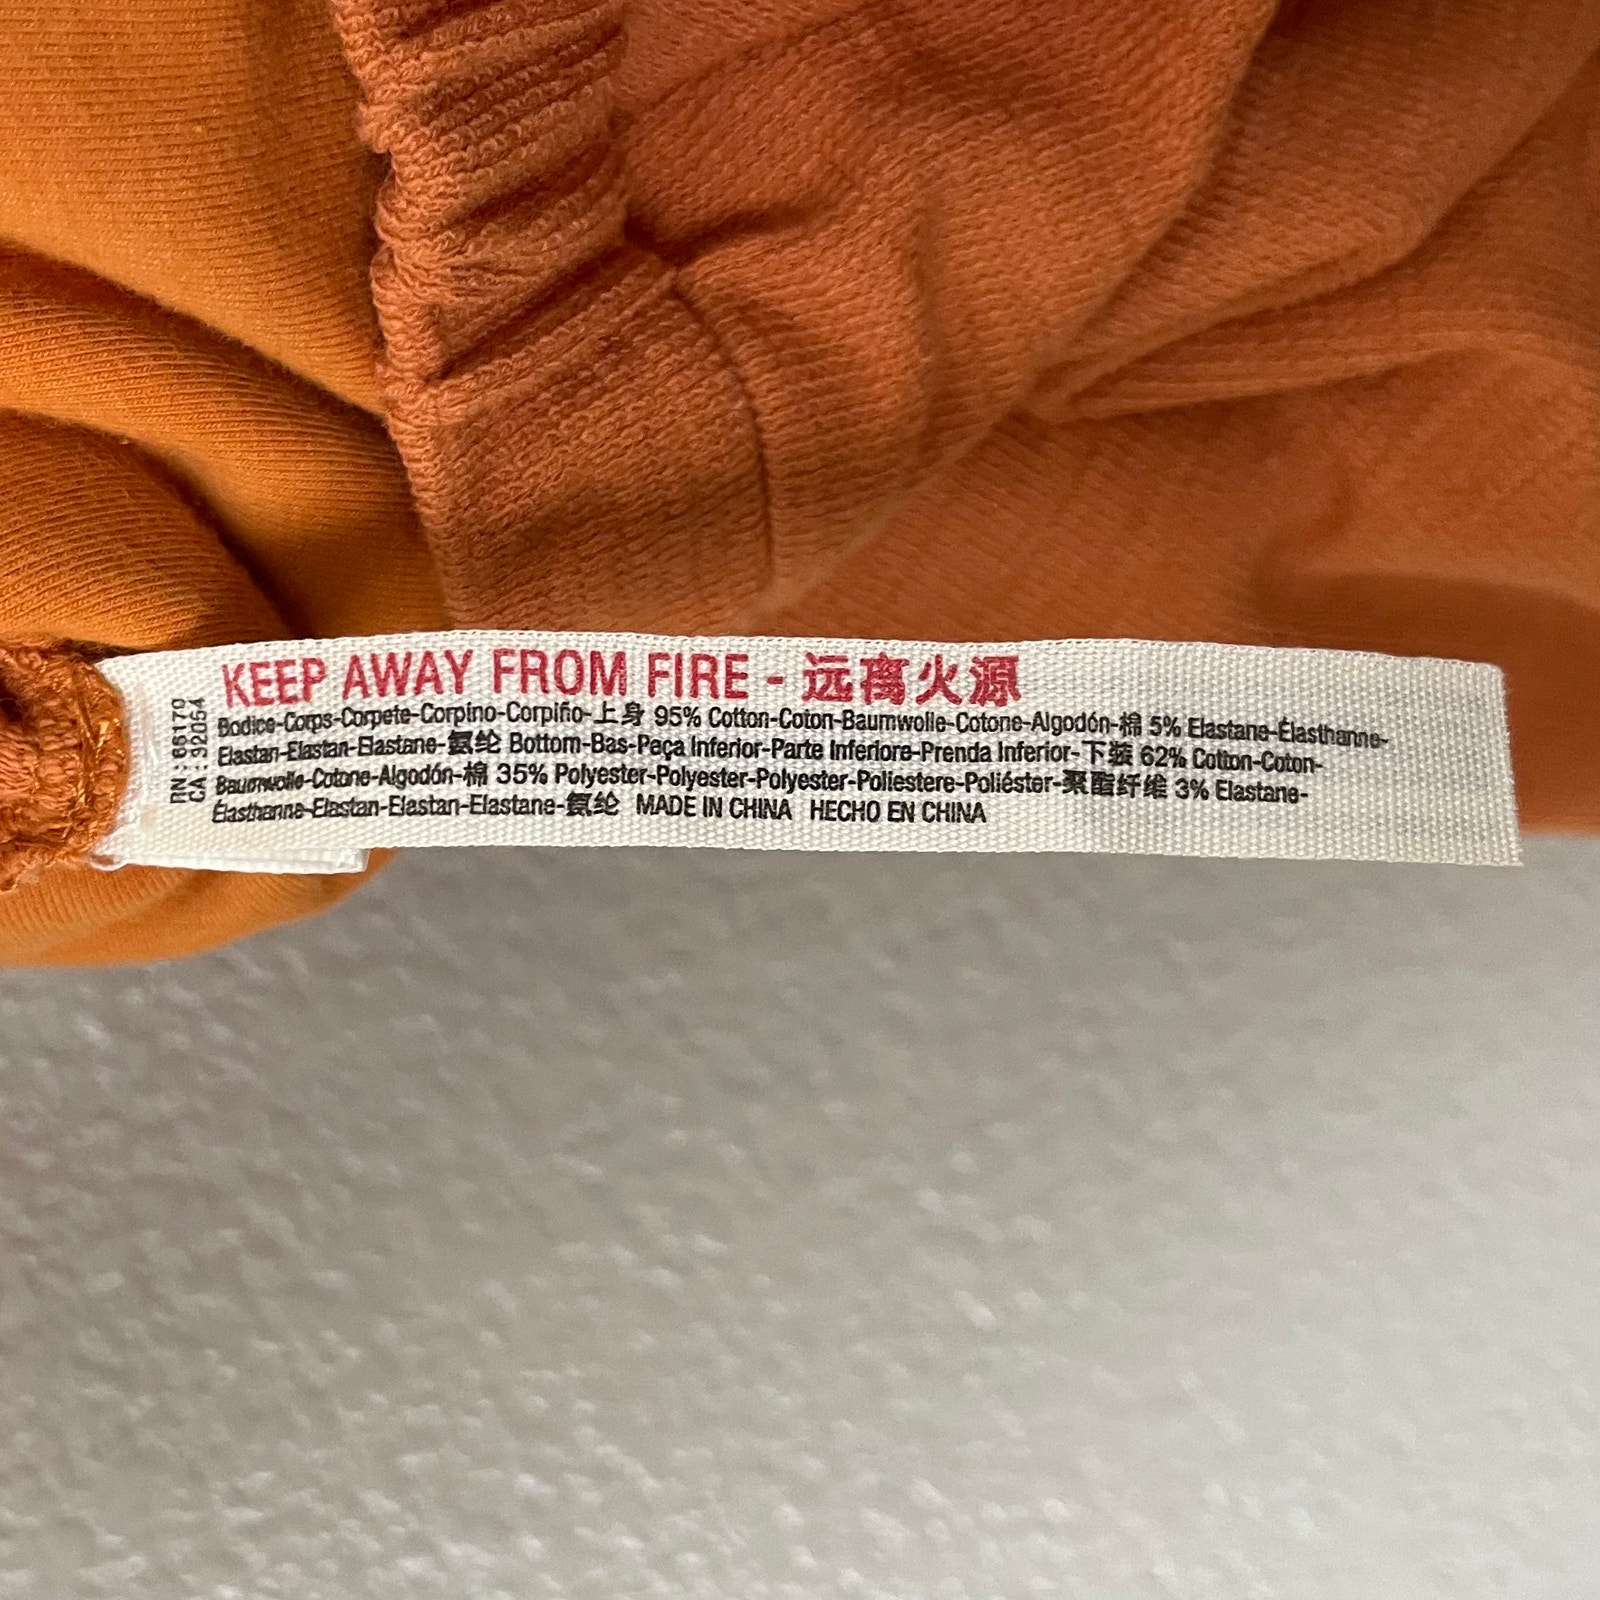 KEEP AWAY FROM FIRE - 远离火源
Bodice-Corps-Corpete-Corpino-Corpiño-上身 95% Cotton-Coton-Baumwolle-Cotone-Algodón-棉 5% Elastane-Élasthanne-
Elastan-Elastan-Elastane-氨纶 Bottom-Bas-Peça Inferior-Parte Inferiore-Prenda Inferior-下装 62% Cotton-Coton-
Baumwolle-Cotone-Algodón-棉 35% Polyester-Polyester-Polyester-Poliestere-Poliéster-聚酯纤维 3% Elastane-
Élasthanne-Elastan-Elastan-Elastane-氨纶 MADE IN CHINA HECHO EN CHINA
RN:66170
CA:92054